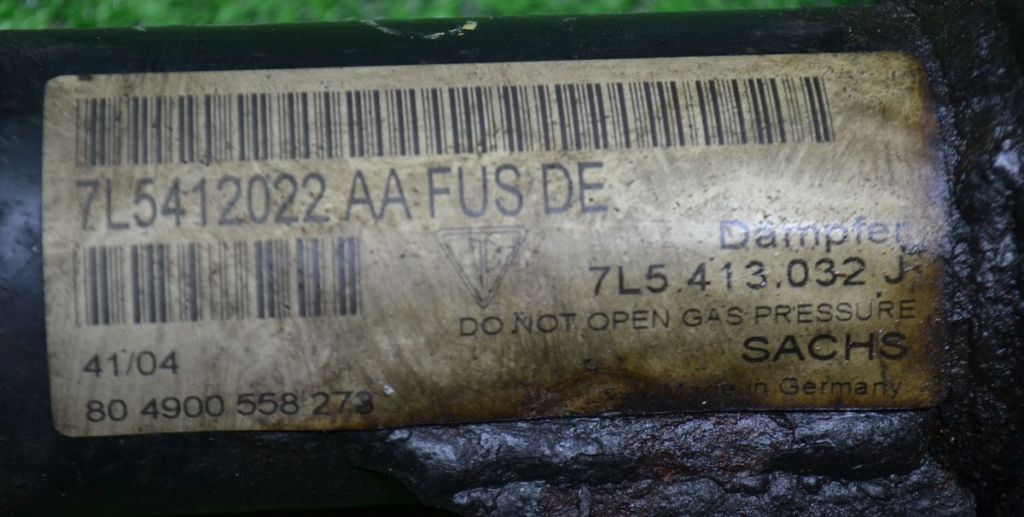 7L5412022 AA FUS DE
Dämpfer
7L5.413.032 J
DO NOT OPEN GAS PRESSURE
41/04
SACHS
Made in Germany
80 4900 558 273